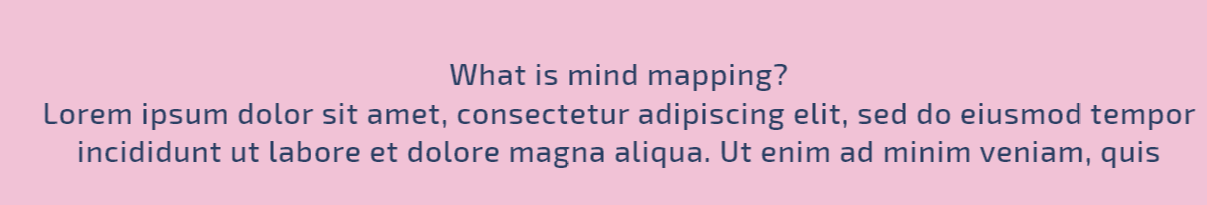 What is mind mapping?
Lorem ipsum dolor sit amet, consectetur adipiscing elit, sed do eiusmod tempor
incididunt ut labore et dolore magna aliqua. Ut enim ad minim veniam, quis